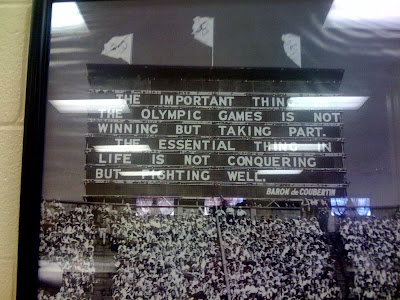 THE IMPORTANT THING
THE OLYMPIC GAMES IS NOT
WINNING BUT TAKING PART.
THE ESSENTIAL THING IN
LIFE IS NOT CONQUERING
BUT FIGHTING WELL.
BARON de COUBERTIN